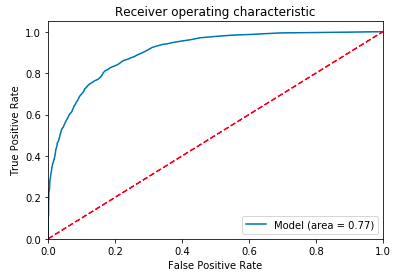 Receiver operating characteristic
True Positive Rate
1.0
0.8
0.6
0.4
0.2
0.0
Model (area = 0.77)
0.0 0.2 0.4 0.6 0.8 1.0
False Positive Rate